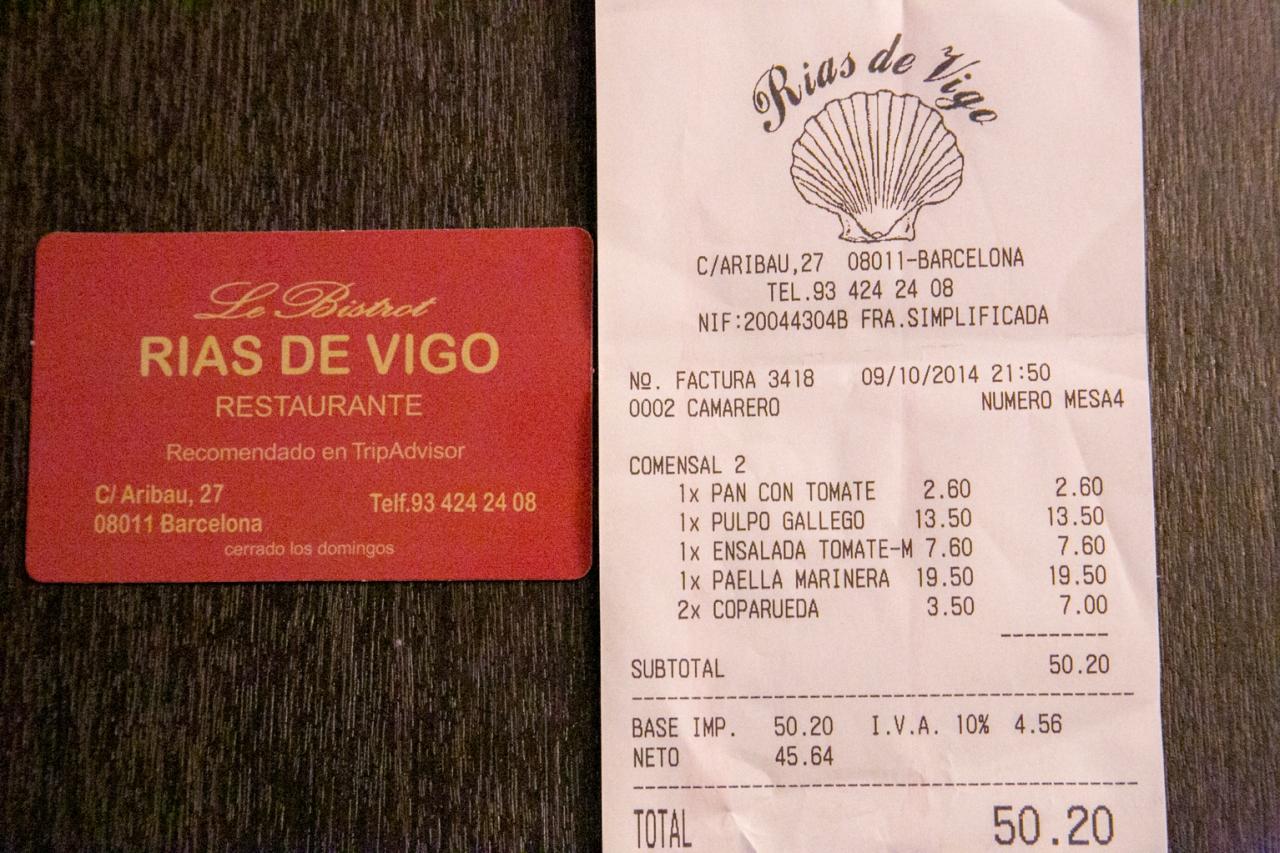 Le Bistrot
RIAS DE VIGO
RESTAURANTE
Recomendado en TripAdvisor
C/ Aribau, 27
08011 Barcelona
Telf.93 424 24 08
cerrado los domingos
Rias de Vigo
C/ARIBAU,27 08011-BARCELONA
TEL.93 424 24 08
NIF:20044304B FRA.SIMPLIFICADA
Nº. FACTURA 3418 09/10/2014 21:50
0002 CAMARERO NUMERO MESA4
COMENSAL 2
1x PAN CON TOMATE 2.60 2.60
1x PULPO GALLEGO 13.50 13.50
1x ENSALADA TOMATE-M 7.60 7.60
1x PAELLA MARINERA 19.50 19.50
2x COPARUEDA 3.50 7.00
SUBTOTAL 50.20
BASE IMP. 50.20 I.V.A. 10% 4.56
NETO 45.64
TOTAL 50.20